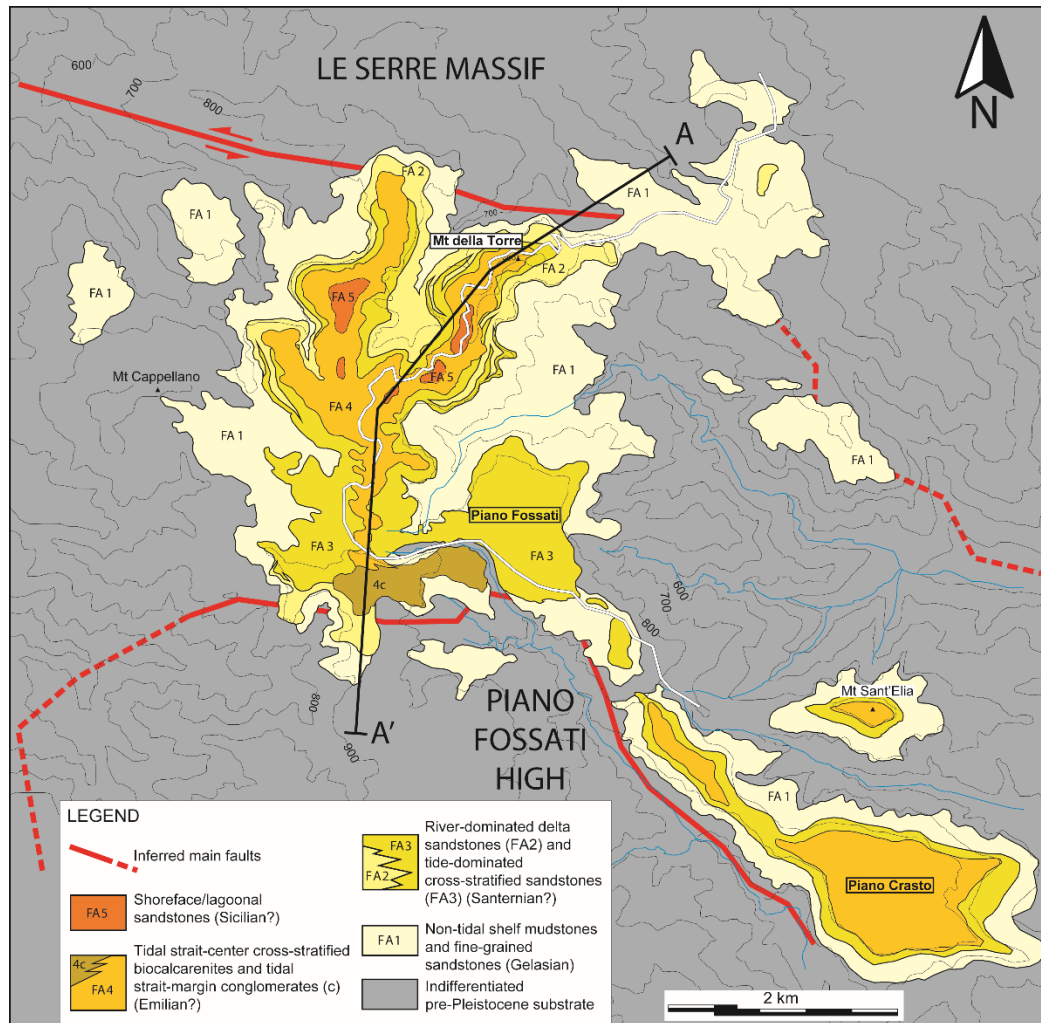 LE SERRE MASSIF
N
600
700
800
A
FA 2
FA 1
FA 1
700
Mt della Torre
FA 2
FA 1
FA 5
FA 1
Mt Cappellano
FA 5
FA 4
FA 1
FA 1
Piano Fossati
FA 3
FA 3
4c
600
700
800
Mt Sant'Elia
800
900
A'
PIANO
FOSSATI
HIGH
FA 1
Piano Crasto
LEGEND
Inferred main faults
FA5
Shoreface/lagoonal
sandstones (Sicilian?)
4c
FA4
Tidal strait-center cross-stratified
biocalcarenites and tidal
strait-margin conglomerates (c)
(Emilian?)
FA3
FA2
River-dominated delta
sandstones (FA2) and
tide-dominated
cross-stratified sandstones
(FA3) (Santernian?)
FA1
Non-tidal shelf mudstones
and fine-grained
sandstones (Gelasian)
Indifferentiated
pre-Pleistocene substrate
2 km